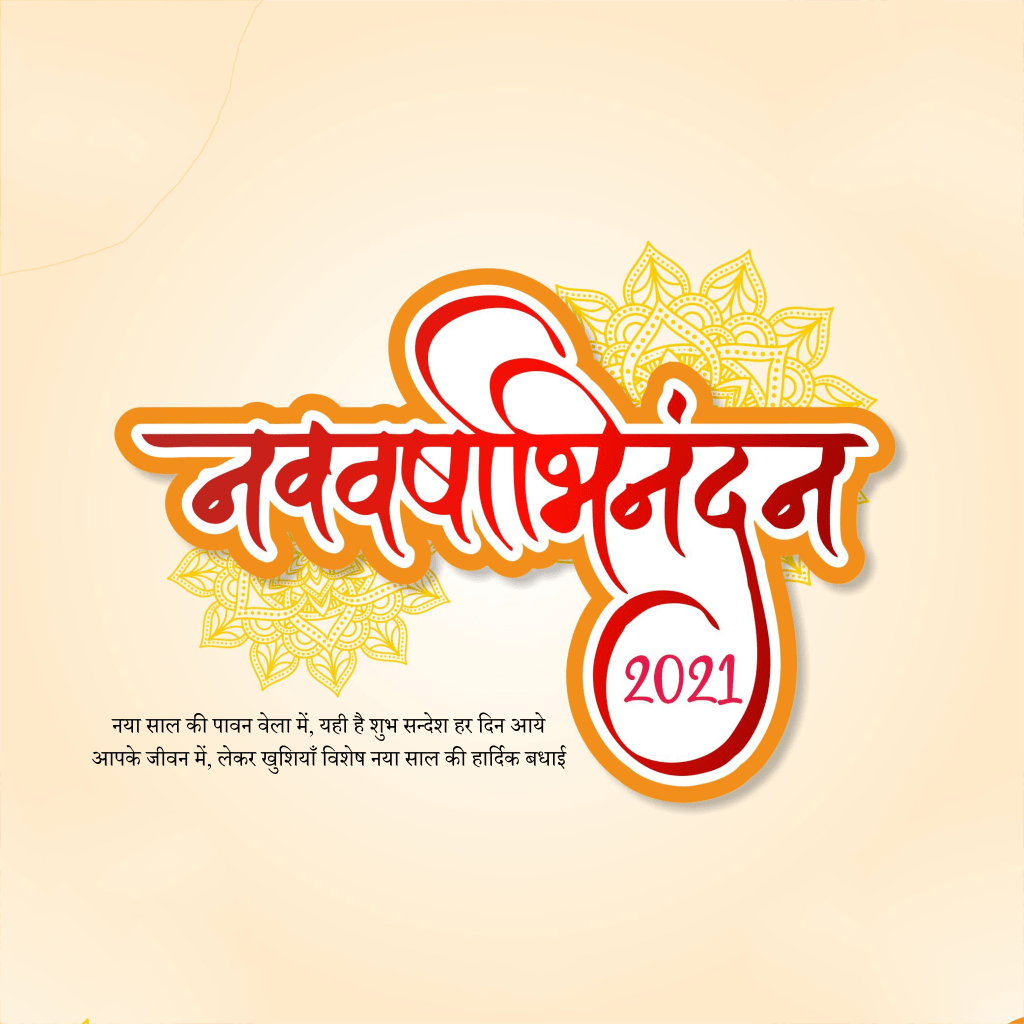 नववर्षाभिनंदन
2021
नया साल की पावन वेला में, यही है शुभ सन्देश हर दिन आये
आपके जीवन में, लेकर खुशियाँ विशेष नया साल की हार्दिक बधाई